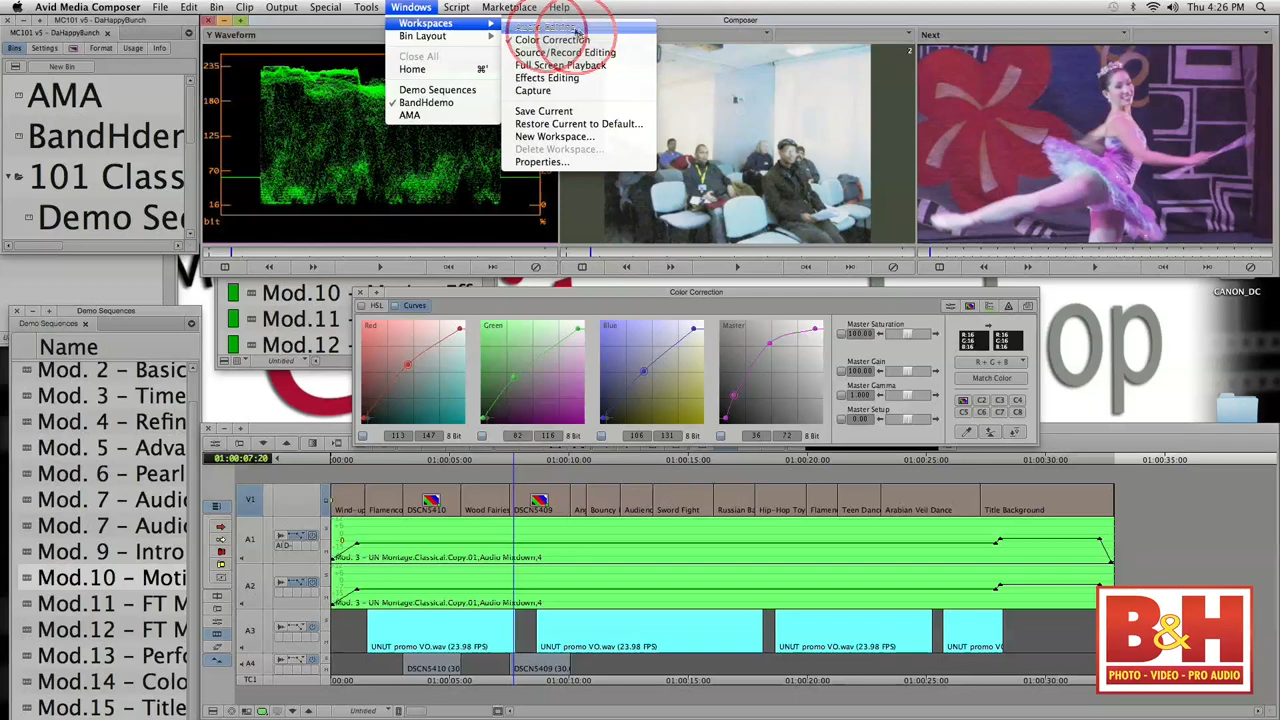 Avid Media Composer File Edit Bin Clip Output Special Tools Windows Script Marketplace Help
Thu 4:26 PM
MC101 v5 - DaHappyBunch
Composer
MC101 v5 - DaHappyBunch ×
Bins Settings Format Usage Info
New Bin
AMA
BandHdem
101 Class
Demo Se
Y Waveform
Next
2
235
180
125
70
16
bit
%
Workspaces
Bin Layout
Close All
Home ⌘'
Demo Sequences
✓ BandHdemo
AMA
Color Correction
Source/Record Editing
Full Screen Playback
Effects Editing
Capture
Save Current
Restore Current to Default...
New Workspace...
Delete Workspace...
Properties...
CANON_DC
op
Mod.10 -
Mod.11 -
Mod.12 -
Untitled
Demo Sequences
Demo Sequences ×
Name
Mod. 2 - Basic
Mod. 3 - Time
Mod. 4 - Refin
Mod. 5 - Adva
Mod. 6 - Pearl
Mod. 7 - Audio
Mod. 7 - Audio
Mod. 9 - Intro
Mod.10 - Moti
Mod.11 - FT M
Mod.12 - FT M
Mod.13 - Perfo
Mod.14 - Colo
Mod.15 - Title
Color Correction
HSL Curves
Red Green Blue Master
Master Saturation
100.00
Master Gain
100.00
Master Gamma
1.000
Master Setup
0.00
R:16 R:16
G:16 G:16
B:16 B:16
R + G + B
Match Color
C2 C3 C4
C5 C6 C7 C8
113 147 8 Bit
82 116 8 Bit
106 131 8 Bit
36 72 8 Bit
01:00:07:20
00:00 01:00:05:00 01:00:10:00 01:00:15:00 01:00:20:00 01:00:25:00 01:00:30:00 01:00:35:00
V1
Wind-up Flamenco DSCN5410 Wood Fairies DSCN5409 Bouncy Audienc Sword Fight Russian Ba Hip-Hop Toy Flamen Teen Danc Arabian Veil Dance Title Background
A1
Mod. 3 - UN Montage.Classical.Copy.01,Audio Mixdown,4
A2
Mod. 3 - UN Montage.Classical.Copy.01,Audio Mixdown,4
A3
UNUT promo VO.wav (23.98 FPS) UNUT promo VO.wav (23.98 FPS) UNUT promo VO.wav (23.98 FPS) UNUT promo V
A4
DSCN5410 (30. DSCN5409 (30.
TC1
00:00 01:00:05:00 01:00:10:00 01:00:15:00 01:00:20:00 01:00:25:00 01:00:30:00
Untitled
B&H
PHOTO - VIDEO - PRO AUDIO